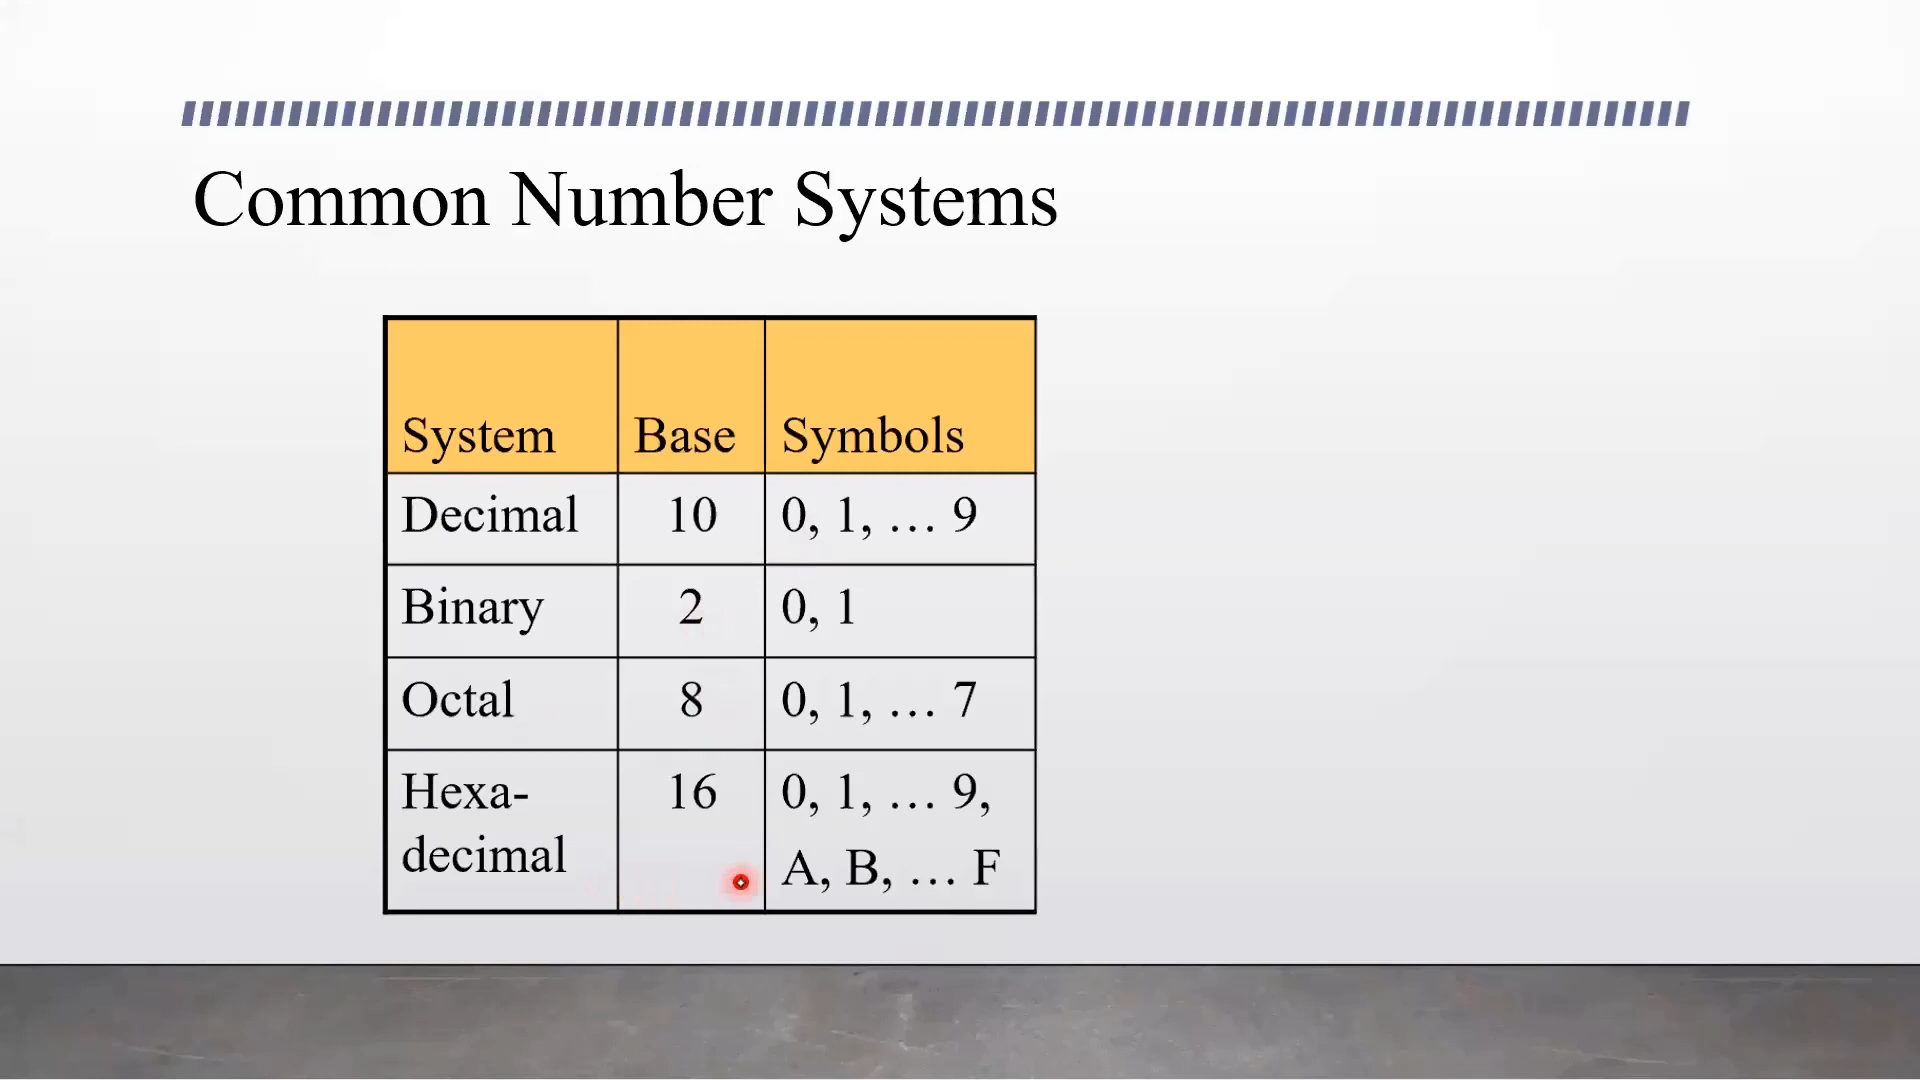 Common Number Systems
System Base Symbols
Decimal 10 0, 1, … 9
Binary 2 0, 1
Octal 8 0, 1, … 7
Hexa- 16 0, 1, … 9,
decimal A, B, … F